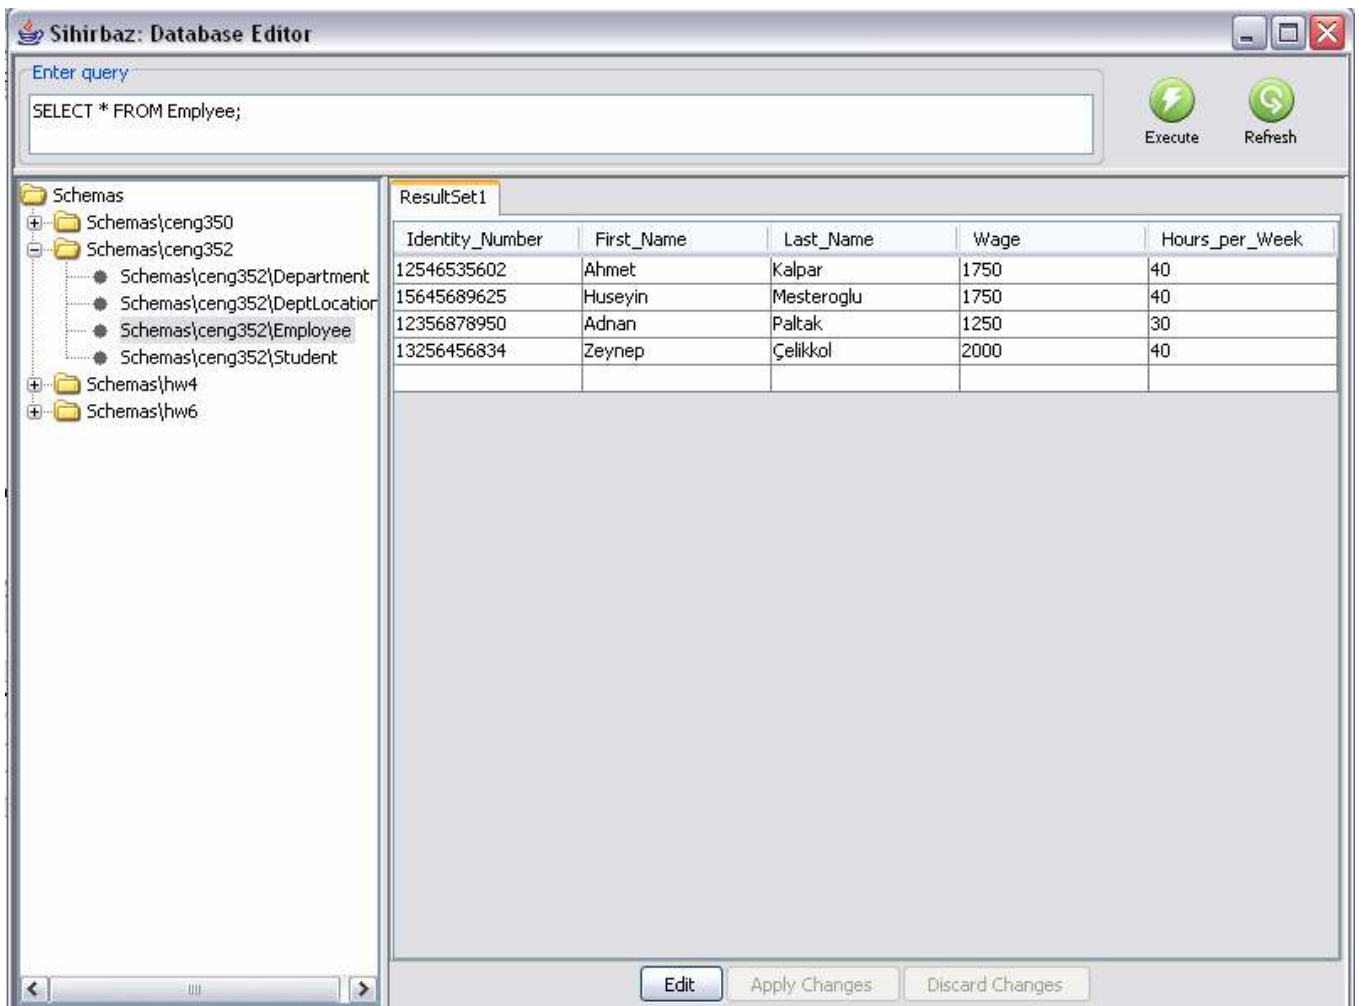 Sihirbaz: Database Editor
Enter query
SELECT * FROM Emplyee;
Execute
Refresh
Schemas
Schemas\ceng350
Schemas\ceng352
Schemas\ceng352\Department
Schemas\ceng352\DeptLocation
Schemas\ceng352\Employee
Schemas\ceng352\Student
Schemas\hw4
Schemas\hw6
ResultSet1
Identity_Number First_Name Last_Name Wage Hours_per_Week
12546535602 Ahmet Kalpar 1750 40
15645689625 Huseyin Mesteroglu 1750 40
12356878950 Adnan Paltak 1250 30
13256456834 Zeynep Çelikkol 2000 40
Edit Apply Changes Discard Changes